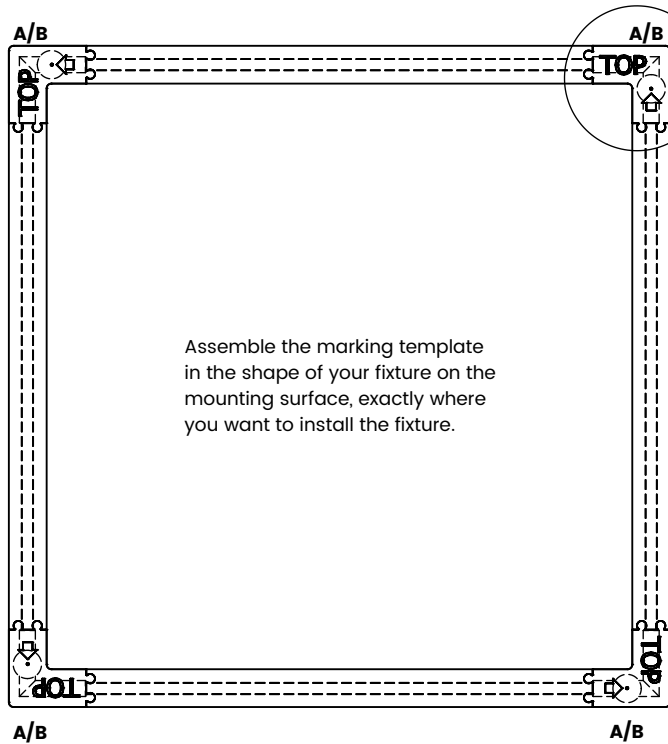 A/B
A/B
TOP
TOP
Assemble the marking template
in the shape of your fixture on the
mounting surface, exactly where
you want to install the fixture.
TOP
TOP
A/B
A/B